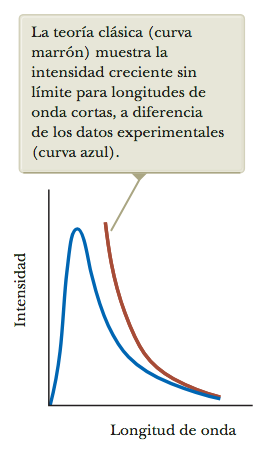 La teoría clásica (curva
marrón) muestra la
intensidad creciente sin
límite para longitudes de
onda cortas, a diferencia
de los datos experimentales
(curva azul).
Intensidad
Longitud de onda